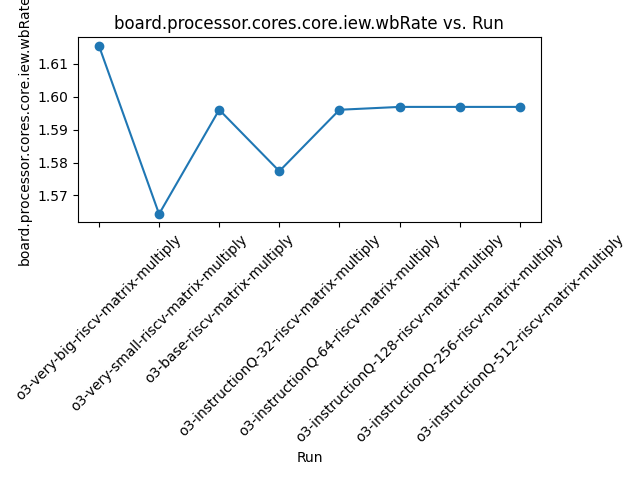 board.processor.cores.core.iew.wbRate vs. Run
board.processor.cores.core.iew.wbRate
1.61
1.60
1.59
1.58
1.57
o3-very-big-riscv-matrix-multiply
o3-very-small-riscv-matrix-multiply
o3-base-riscv-matrix-multiply
o3-instructionQ-32-riscv-matrix-multiply
o3-instructionQ-64-riscv-matrix-multiply
o3-instructionQ-128-riscv-matrix-multiply
o3-instructionQ-256-riscv-matrix-multiply
o3-instructionQ-512-riscv-matrix-multiply
Run